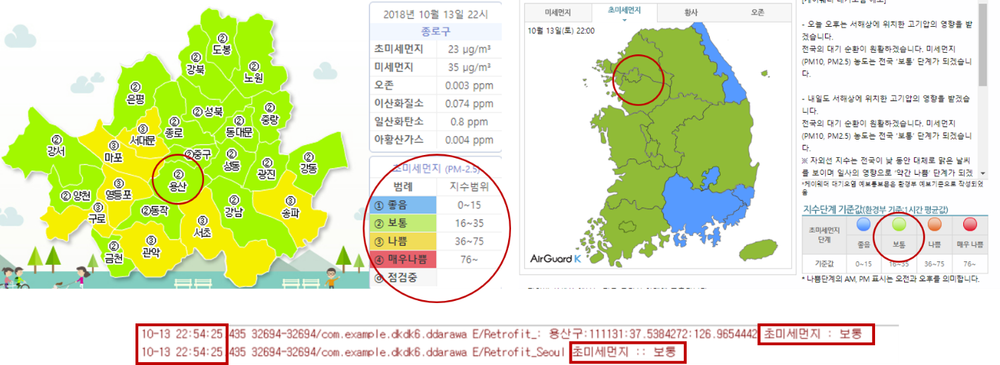 ② 도봉
② 강북
② 노원
② 은평
② 성북
② 중랑
③ 서대문
② 종로
② 동대문
② 강서
③ 마포
② 중구
② 성동
② 광진
② 강동
② 용산
② 양천
③ 영등포
③ 구로
② 동작
② 강남
③ 송파
③ 서초
③ 관악
② 금천
2018년 10월 13일 22시
종로구
초미세먼지 23 µg/m³
미세먼지 35 µg/m³
오존 0.003 ppm
이산화질소 0.074 ppm
일산화탄소 0.8 ppm
아황산가스 0.004 ppm
초미세먼지 (PM-2.5)
범례 지수범위
① 좋음 0~15
② 보통 16~35
③ 나쁨 36~75
④ 매우나쁨 76~
⓪ 점검중
미세먼지 초미세먼지 황사 오존
10월 13일(토) 22:00
AirGuard K
- 오늘 오후는 서해상에 위치한 고기압의 영향을 받
겠습니다.
전국의 대기 순환이 원활하겠습니다. 미세먼지
(PM10, PM2.5) 농도는 전국 '보통' 단계가 되겠습니
다.
- 내일도 서해상에 위치한 고기압의 영향을 받겠습
니다.
전국의 대기 순환이 원활하겠습니다. 미세먼지
(PM10, PM2.5) 농도는 전국 '보통' 단계가 되겠습니
다.
※ 자외선 지수는 전국이 낮 동안 대체로 맑은 날씨
를 보이며 일사의 영향으로 '약간 나쁨' 단계가 되겠
*케이웨더 대기오염 예보통보문은 환경부 예보기준으로 작성되었
음
지수단계 기준값(환경부 기준:1시간 평균값)
초미세먼지 단계 좋음 보통 나쁨 매우 나쁨
기준값 0~15 16~35 36~75 76~
* 나쁨단계의 AM, PM 표시는 오전과 오후를 의미합니다.
10-13 22:54:25.435 32694-32694/com.example.dkdk6.ddarawa E/Retrofit_: 용산구:111131:37.5384272:126.9654442 초미세먼지 : 보통
10-13 22:54:25.435 32694-32694/com.example.dkdk6.ddarawa E/Retrofit_Seoul 초미세먼지 :: 보통